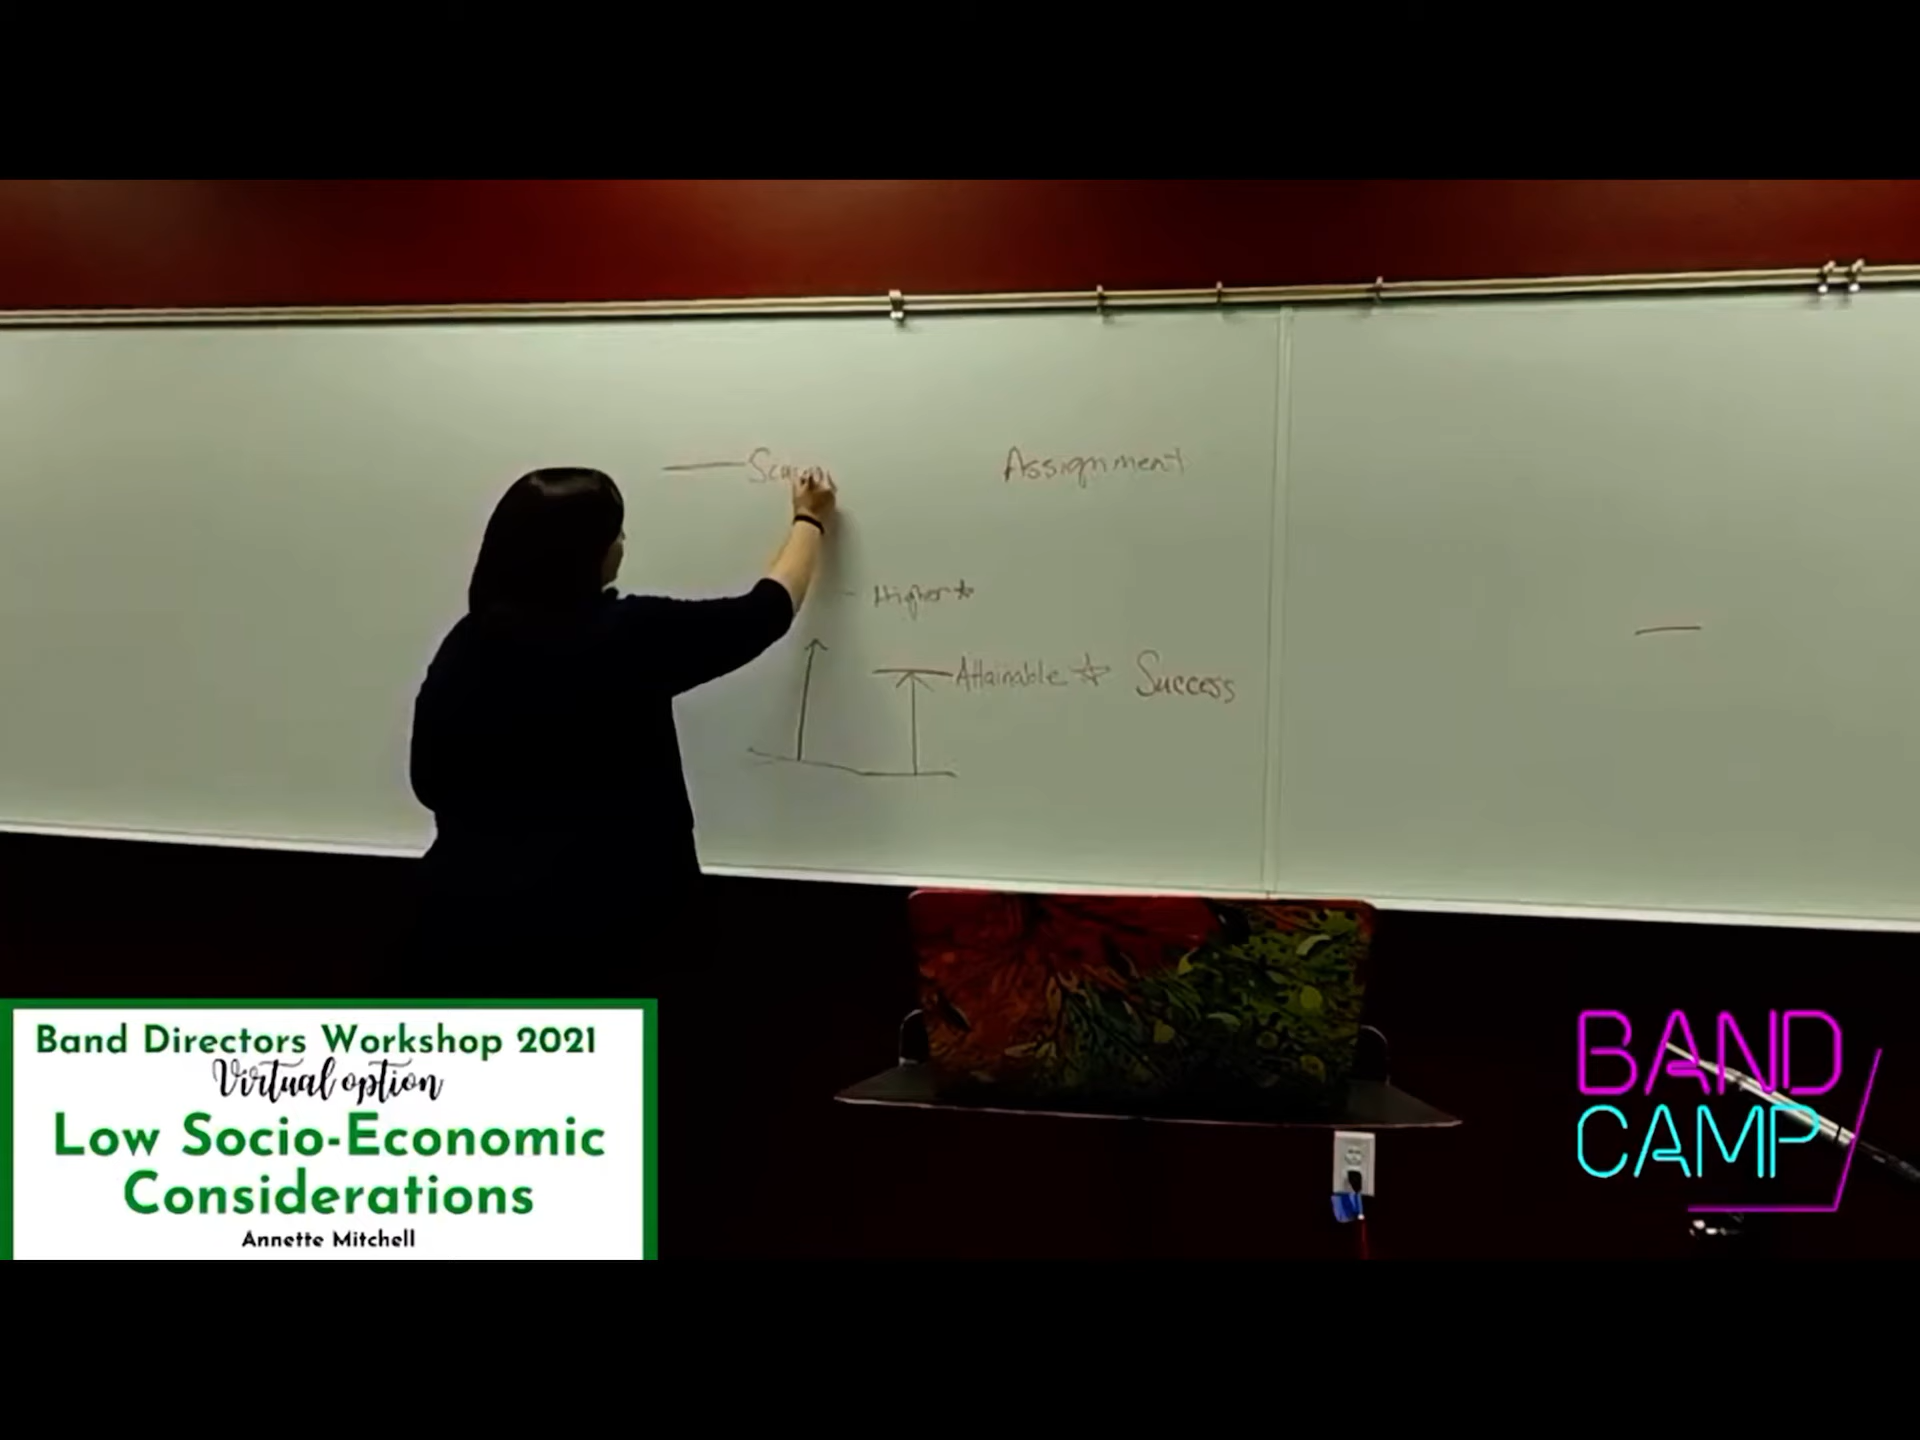 Assignment
Higher
Attainable ☆ Success
Band Directors Workshop 2021
Virtual option
Low Socio-Economic
Considerations
Annette Mitchell
BAND
CAMP